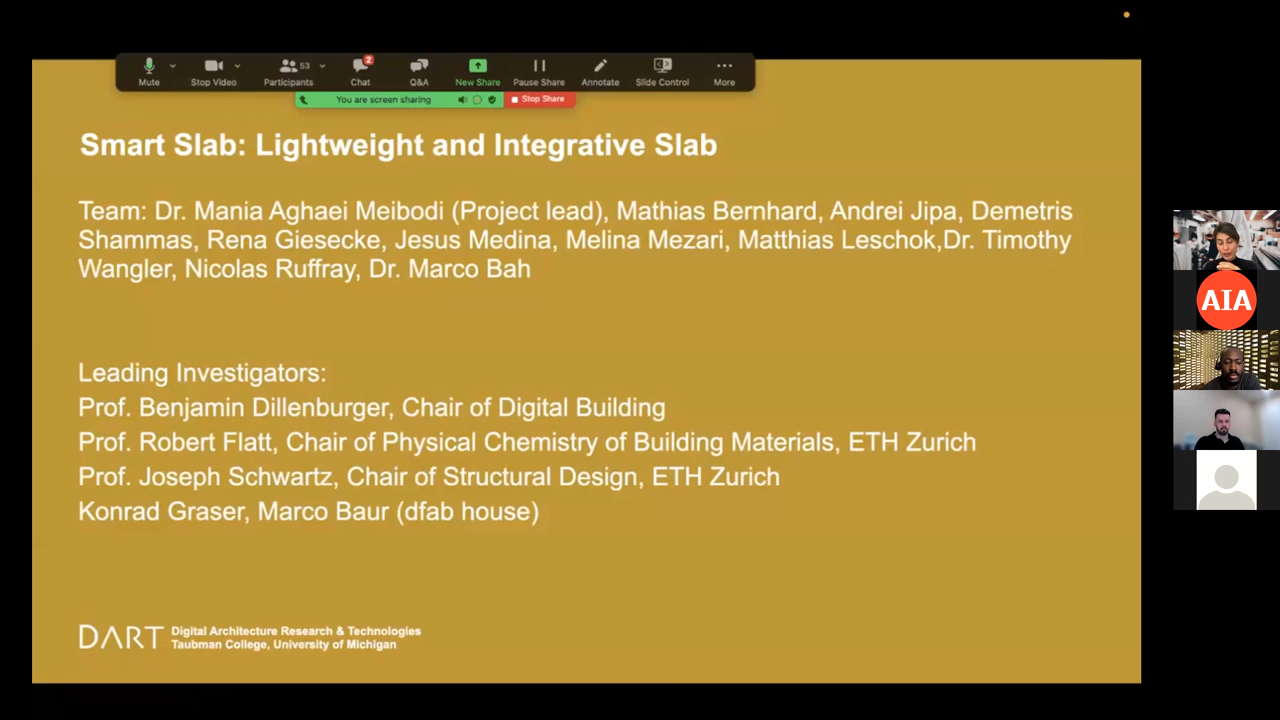 Mute
Stop Video
Participants
53
Chat
2
Q&A
New Share
Pause Share
Annotate
Slide Control
More
You are screen sharing
Stop Share
Smart Slab: Lightweight and Integrative Slab
Team: Dr. Mania Aghaei Meibodi (Project lead), Mathias Bernhard, Andrei Jipa, Demetris
Shammas, Rena Giesecke, Jesus Medina, Melina Mezari, Matthias Leschok,Dr. Timothy
Wangler, Nicolas Ruffray, Dr. Marco Bah
Leading Investigators:
Prof. Benjamin Dillenburger, Chair of Digital Building
Prof. Robert Flatt, Chair of Physical Chemistry of Building Materials, ETH Zurich
Prof. Joseph Schwartz, Chair of Structural Design, ETH Zurich
Konrad Graser, Marco Baur (dfab house)
DART
Digital Architecture Research & Technologies
Taubman College, University of Michigan
AIA